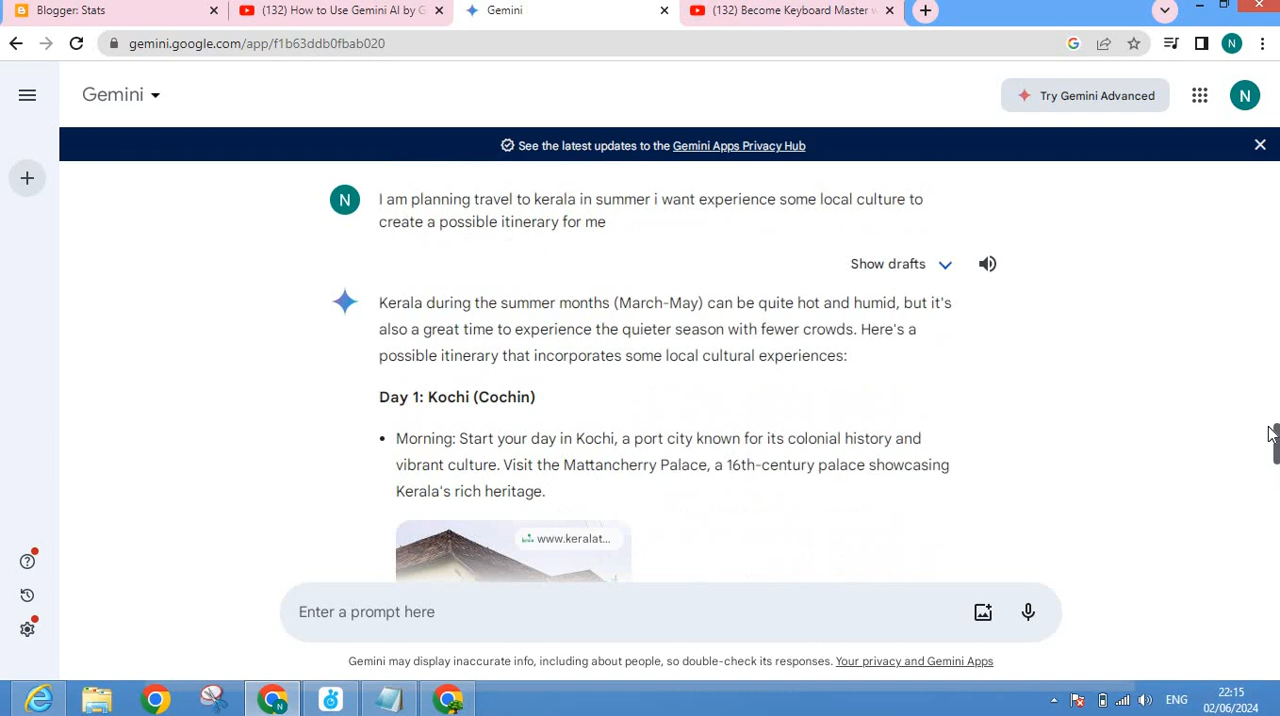 Blogger: Stats
(132) How to Use Gemini AI by G
Gemini
(132) Become Keyboard Master w
gemini.google.com/app/f1b63ddb0fbab020
N
Gemini
Try Gemini Advanced
N
See the latest updates to the Gemini Apps Privacy Hub
N
I am planning travel to kerala in summer i want experience some local culture to
create a possible itinerary for me
Show drafts
Kerala during the summer months (March-May) can be quite hot and humid, but it's
also a great time to experience the quieter season with fewer crowds. Here's a
possible itinerary that incorporates some local cultural experiences:
Day 1: Kochi (Cochin)
• Morning: Start your day in Kochi, a port city known for its colonial history and
vibrant culture. Visit the Mattancherry Palace, a 16th-century palace showcasing
Kerala's rich heritage.
www.keralat...
Enter a prompt here
Gemini may display inaccurate info, including about people, so double-check its responses. Your privacy and Gemini Apps
ENG
22:15
02/06/2024